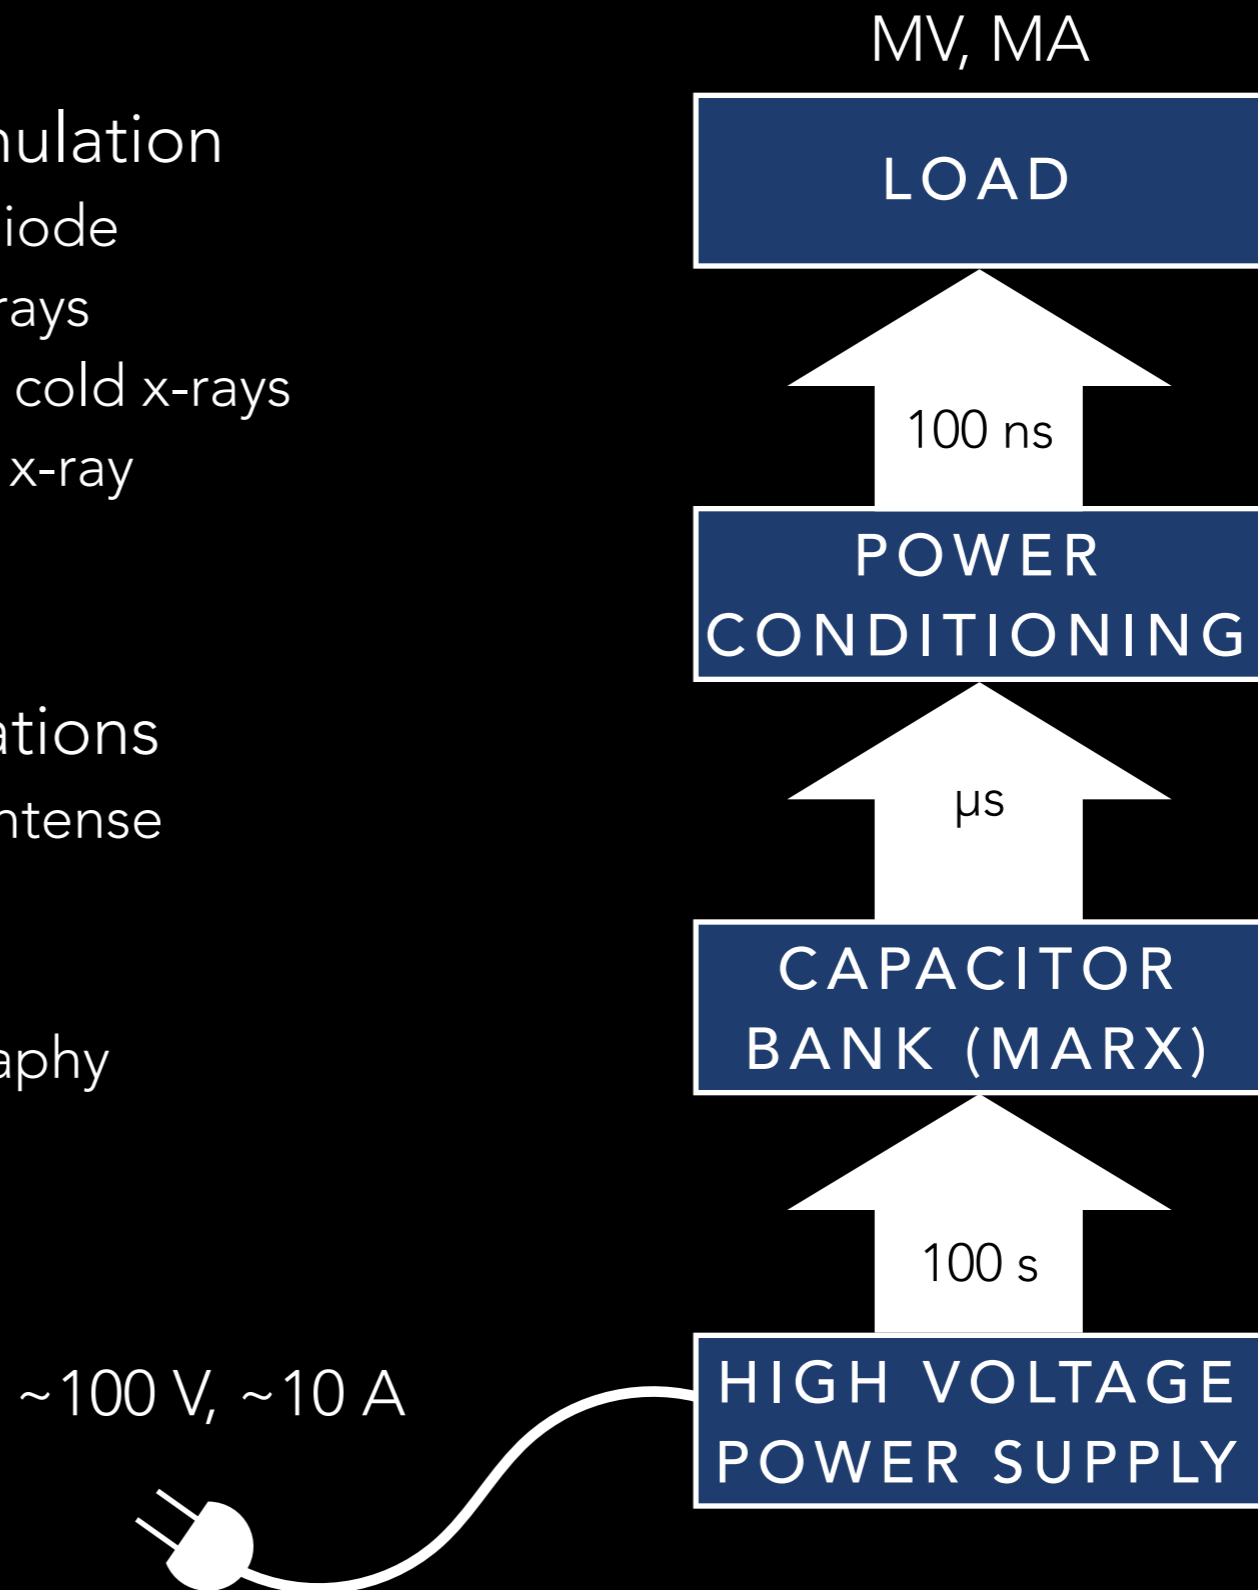 MV, MA
LOAD
100 ns
POWER
CONDITIONING
µs
CAPACITOR
BANK (MARX)
100 s
HIGH VOLTAGE
POWER SUPPLY
~100 V, ~10 A
nulation
iode
rays
cold x-rays
x-ray
ations
ntense
aphy